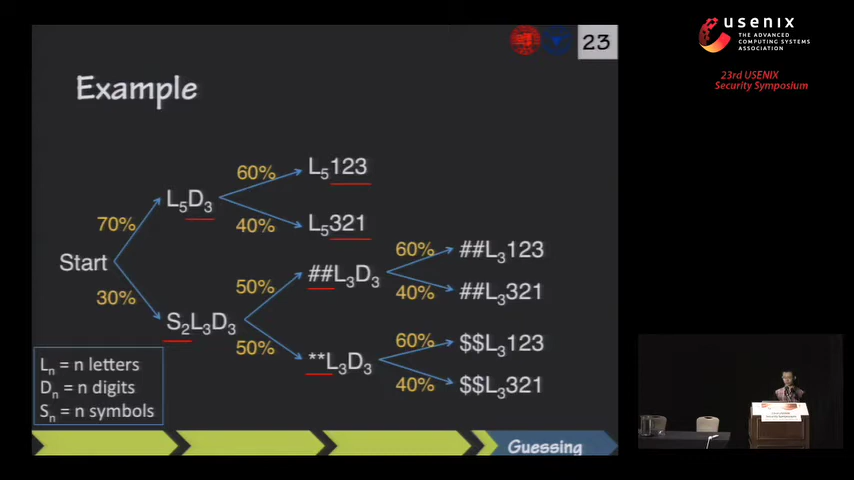 23
usenix
THE ADVANCED
COMPUTING SYSTEMS
ASSOCIATION
23rd USENIX
Security Symposium
Example
60%
L₅123
L₅D₃
70%
40%
L₅321
60%
##L₃123
Start
50%
##L₃D₃
30%
40%
##L₃321
S₂L₃D₃
50%
60%
$$L₃123
**L₃D₃
40%
$$L₃321
Lₙ = n letters
Dₙ = n digits
Sₙ = n symbols
Guessing